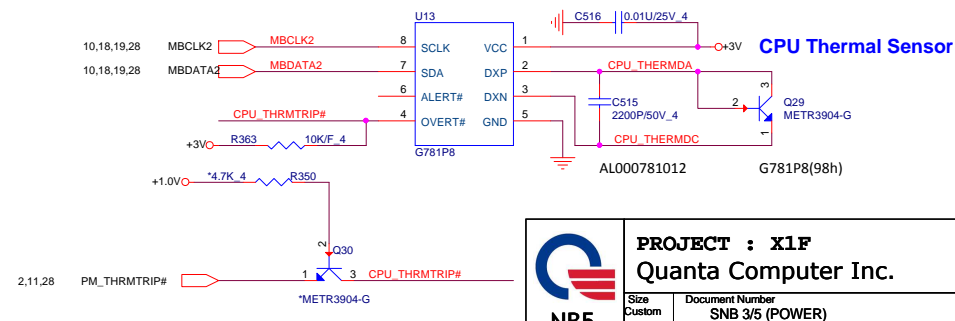 U13
C516 0.01U/25V_4
10,18,19,28 MBCLK2 MBCLK2 8 SCLK VCC 1 +3V CPU Thermal Sensor
10,18,19,28 MBDATA2 MBDATA2 7 SDA DXP 2 CPU_THERMDA
6 ALERT# DXN 3 C515 2 3 Q29
2200P/50V_4 METR3904-G
CPU_THRMTRIP# 4 OVERT# GND 5 1
+3V R363 10K/F_4 CPU_THERMDC
G781P8
AL000781012 G781P8(98h)
+1.0V *4.7K_4 R350
2 Q30
2,11,28 PM_THRMTRIP# 1 3 CPU_THRMTRIP#
*METR3904-G
PROJECT : X1F
Quanta Computer Inc.
Size Document Number
Custom SNB 3/5 (POWER)